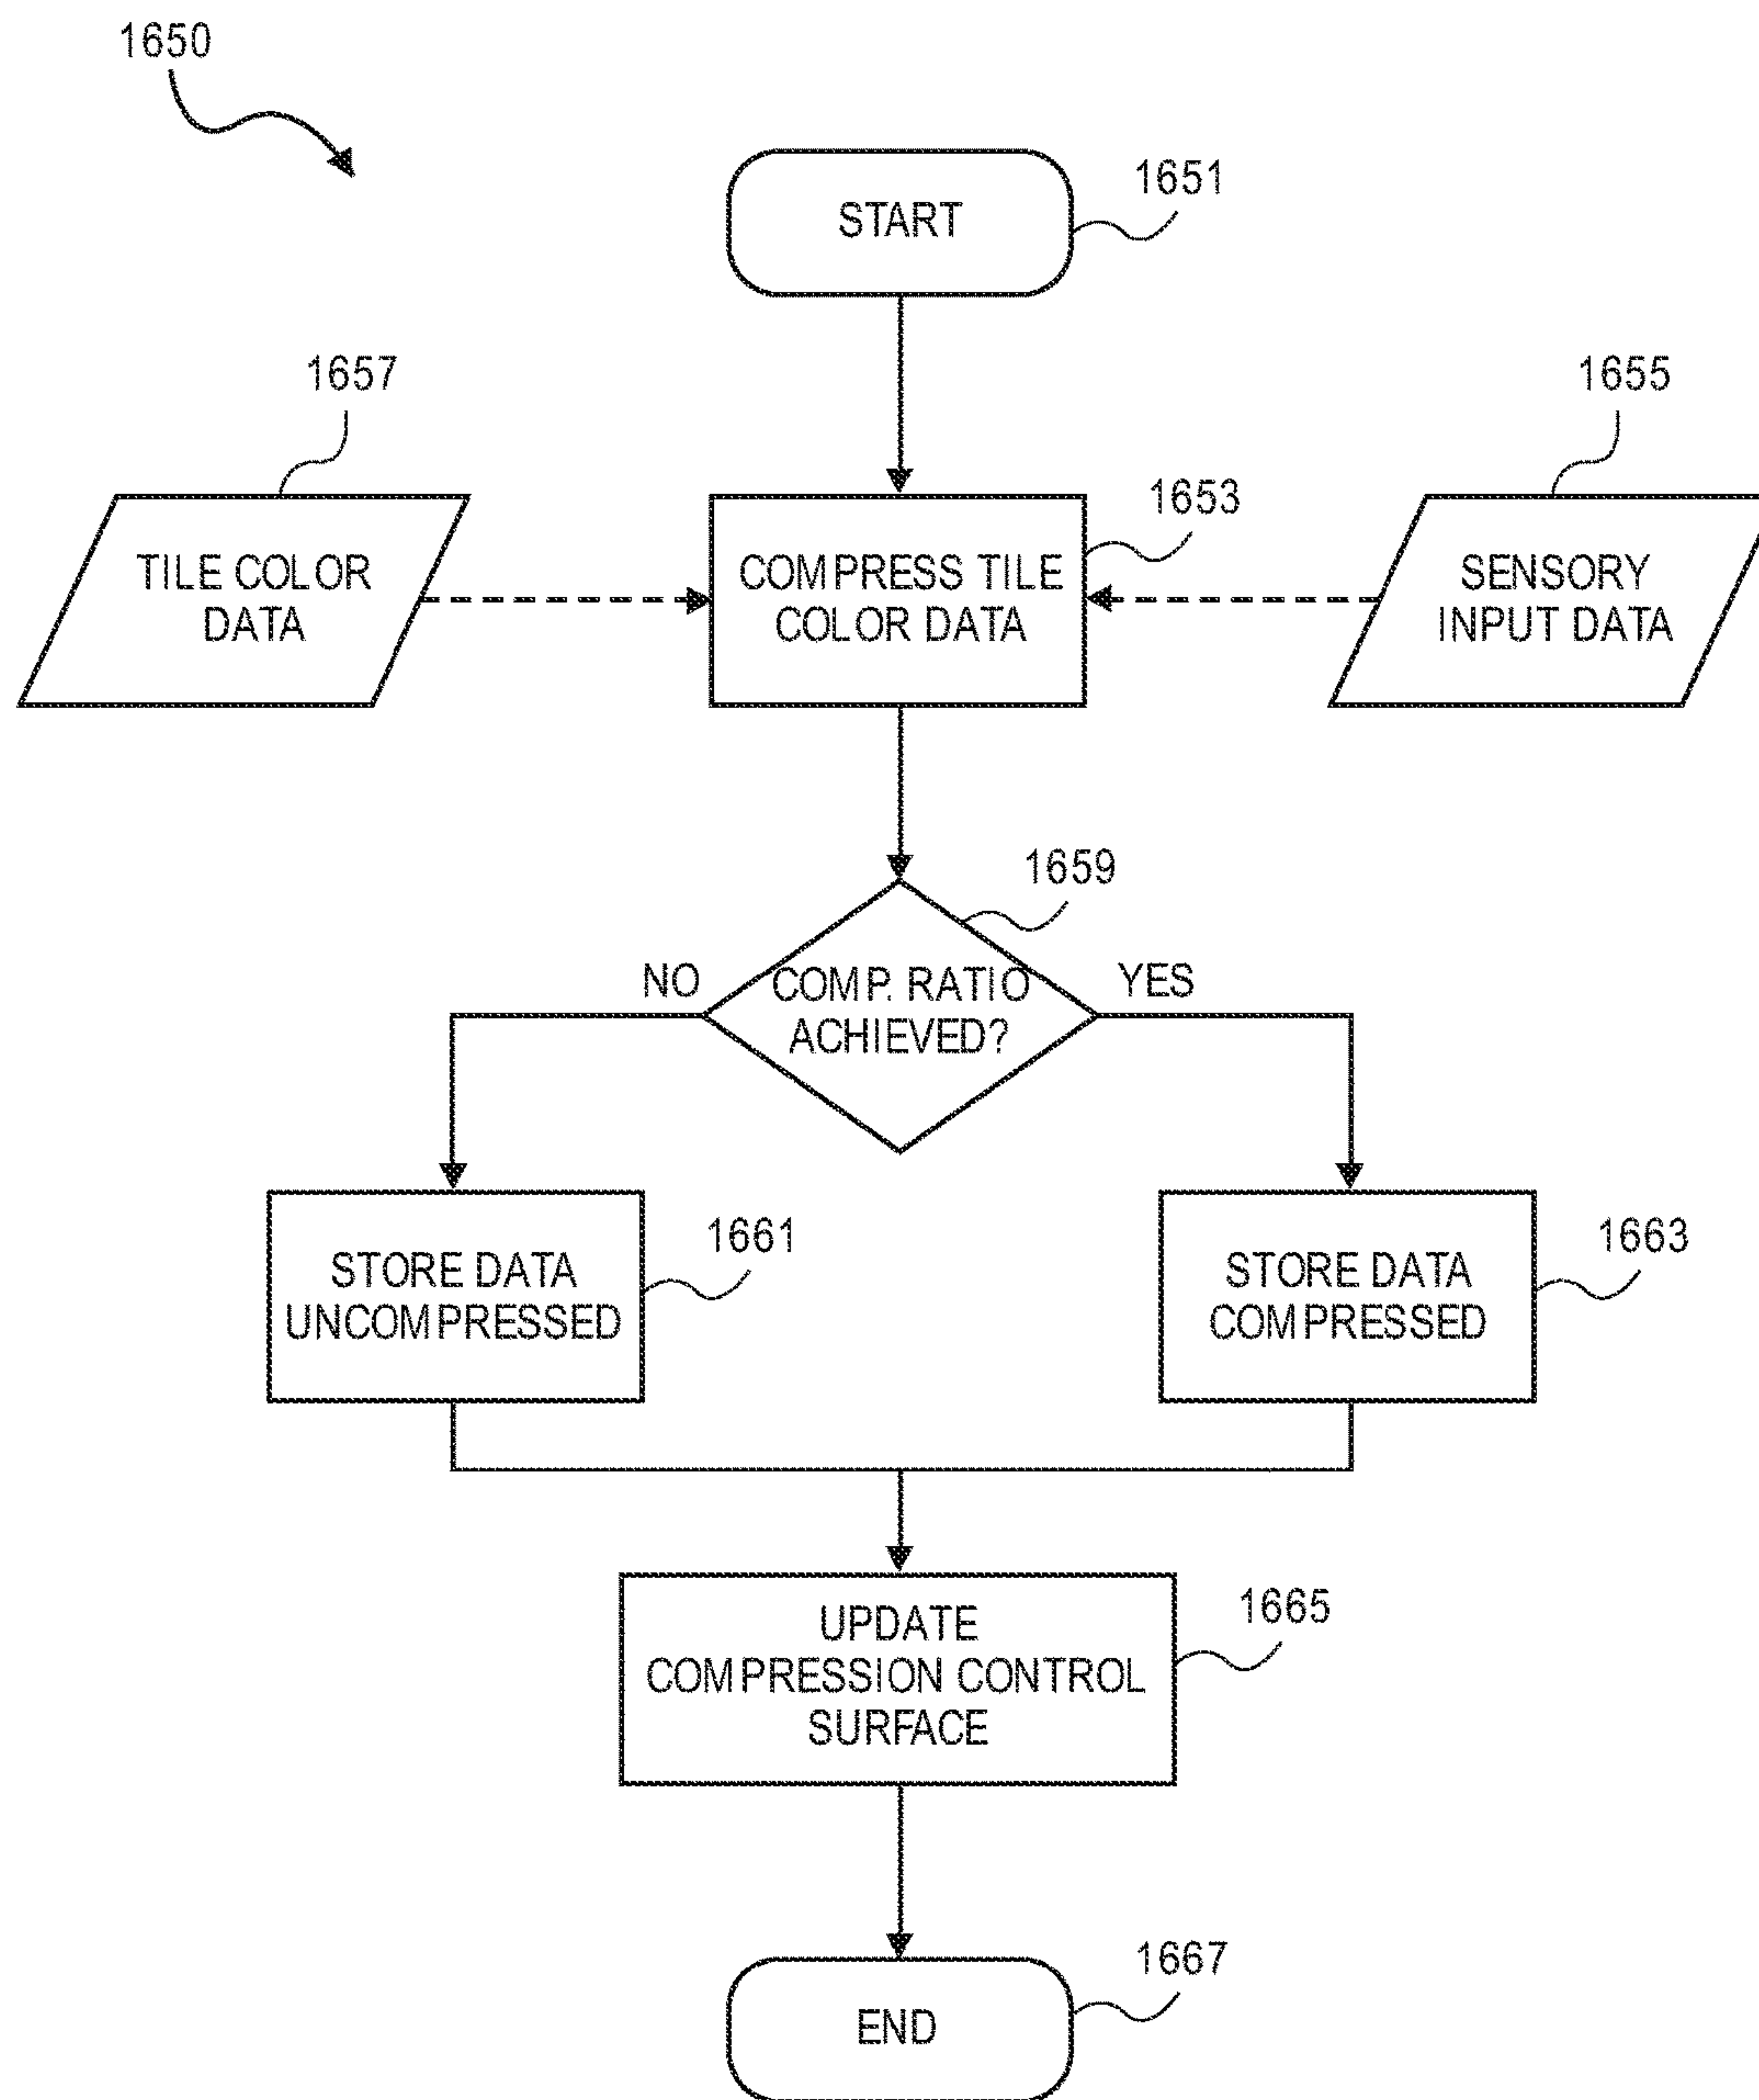 1650
1651
START
1657
1655
1653
TILE COLOR
DATA
COMPRESS TILE
COLOR DATA
SENSORY
INPUT DATA
1659
NO
COMP. RATIO
ACHIEVED?
YES
1661
1663
STORE DATA
UNCOMPRESSED
STORE DATA
COMPRESSED
1665
UPDATE
COMPRESSION CONTROL
SURFACE
1667
END